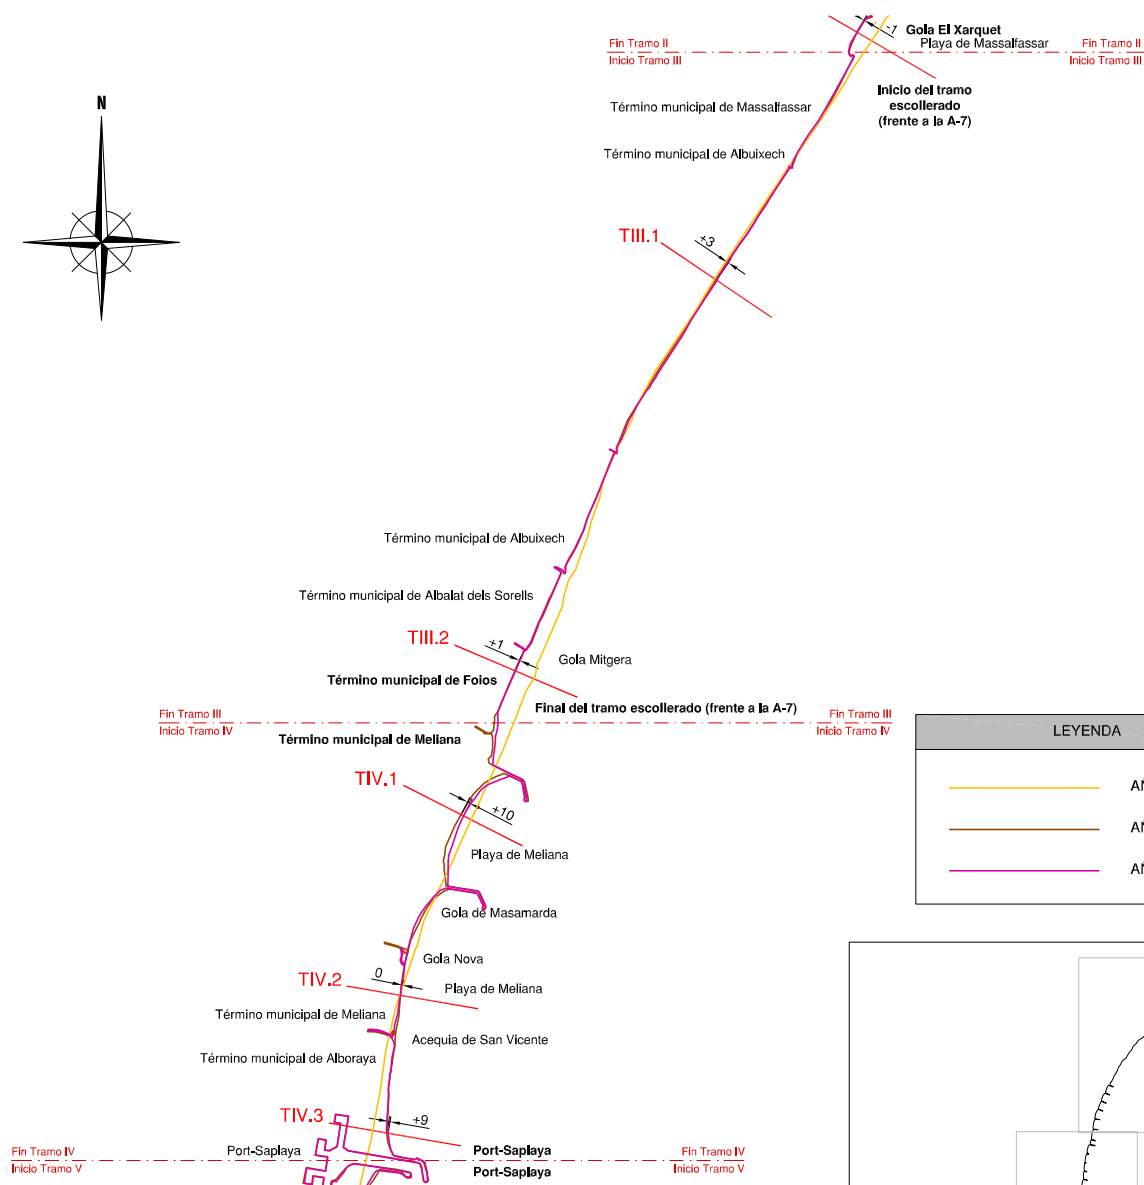 -1
Gola El Xarquet
Playa de Massalfassar
Fin Tramo II
Inicio Tramo III
Fin Tramo II
Inicio Tramo III
Inicio del tramo
escollerado
(frente a la A-7)
N
Término municipal de Massalfassar
Término municipal de Albuixech
TIII.1
+3
Término municipal de Albuixech
Término municipal de Albalat dels Sorells
TIII.2
+1
Gola Mitgera
Término municipal de Foios
Final del tramo escollerado (frente a la A-7)
Fin Tramo III
Inicio Tramo IV
Fin Tramo III
Inicio Tramo IV
Término municipal de Meliana
LEYENDA
TIV.1
+10
Playa de Meliana
Gola de Masamarda
Gola Nova
TIV.2
0
Playa de Meliana
Término municipal de Meliana
Acequia de San Vicente
Término municipal de Alboraya
TIV.3
+9
Port-Saplaya
Port-Saplaya
Port-Saplaya
Fin Tramo IV
Inicio Tramo V
Fin Tramo IV
Inicio Tramo V